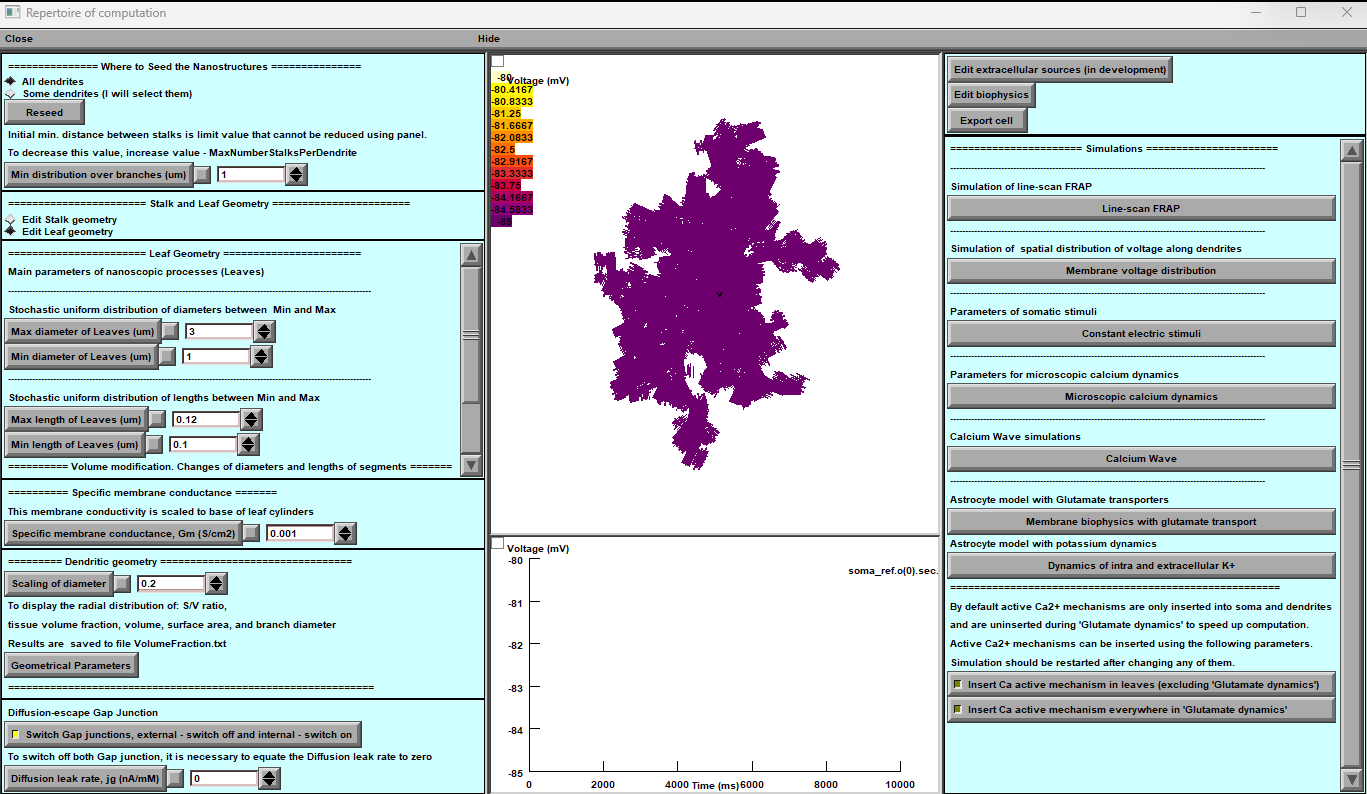 Repertoire of computation
Close
Hide
=============== Where to Seed the Nanostructures ===============
All dendrites
Some dendrites (I will select them)
Reseed
Initial min. distance between stalks is limit value that cannot be reduced using panel.
To decrease this value, increase value - MaxNumberStalksPerDendrite
Min distribution over branches (um)
1
======================= Stalk and Leaf Geometry =======================
Edit Stalk geometry
Edit Leaf geometry
======================= Leaf Geometry =======================
Main parameters of nanoscopic processes (Leaves)
Stochastic uniform distribution of diameters between  Min and Max
Max diameter of Leaves (um)
3
Min diameter of Leaves (um)
1
Stochastic uniform distribution of lengths between Min and Max
Max length of Leaves (um)
0.12
Min length of Leaves (um)
0.1
========== Volume modification. Changes of diameters and lengths of segments =======
========== Specific membrane conductance =======
This membrane conductivity is scaled to base of leaf cylinders
Specific membrane conductance, Gm (S/cm2)
0.001
========= Dendritic geometry ================================
Scaling of diameter
0.2
To display the radial distribution of: S/V ratio,
tissue volume fraction, volume, surface area, and branch diameter
Results are  saved to file VolumeFraction.txt
Geometrical Parameters
=============================================================
Diffusion-escape Gap Junction
Switch Gap junctions, external - switch off and internal - switch on
To switch off both Gap junction, it is necessary to equate the Diffusion leak rate to zero
Diffusion leak rate, jg (nA/mM)
0
Voltage (mV)
-80
-80.4167
-80.8333
-81.25
-81.6667
-82.0833
-82.5
-82.9167
-83.3333
-83.75
-84.1667
-84.5833
-85
v
Voltage (mV)
soma_ref.o(0).sec.
-80
-81
-82
-83
-84
-85
0
2000
4000
Time (ms)
6000
8000
10000
Edit extracellular sources (in development)
Edit biophysics
Export cell
====================== Simulations ======================
Simulation of line-scan FRAP
Line-scan FRAP
Simulation of  spatial distribution of voltage along dendrites
Membrane voltage distribution
Parameters of somatic stimuli
Constant electric stimuli
Parameters for microscopic calcium dynamics
Microscopic calcium dynamics
Calcium Wave simulations
Calcium Wave
Astrocyte model with Glutamate transporters
Membrane biophysics with glutamate transport
Astrocyte model with potassium dynamics
Dynamics of intra and extracellular K+
=======================================================
By default active Ca2+ mechanisms are only inserted into soma and dendrites
and are uninserted during 'Glutamate dynamics' to speed up computation.
Active Ca2+ mechanisms can be inserted using the following parameters.
Simulation should be restarted after changing any of them.
Insert Ca active mechanism in leaves (excluding 'Glutamate dynamics')
Insert Ca active mechanism everywhere in 'Glutamate dynamics'